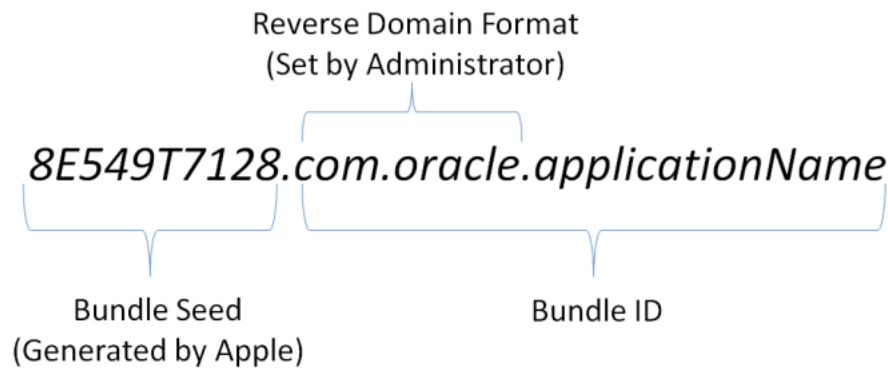 Reverse Domain Format
(Set by Administrator)
8E549T7128.com.oracle.applicationName
Bundle Seed
(Generated by Apple)
Bundle ID